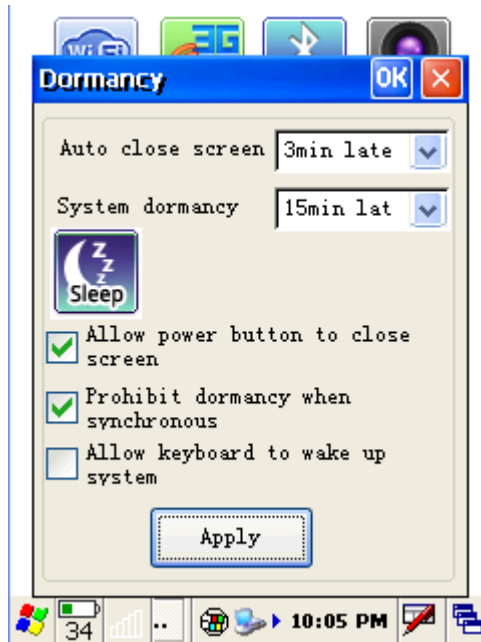 Wi Fi
3G
Dormancy
OK
Auto close screen 3min late
System dormancy 15min lat
z z z
Sleep
Allow power button to close
screen
Prohibit dormancy when
synchronous
Allow keyboard to wake up
system
Apply
34 .. 10:05 PM